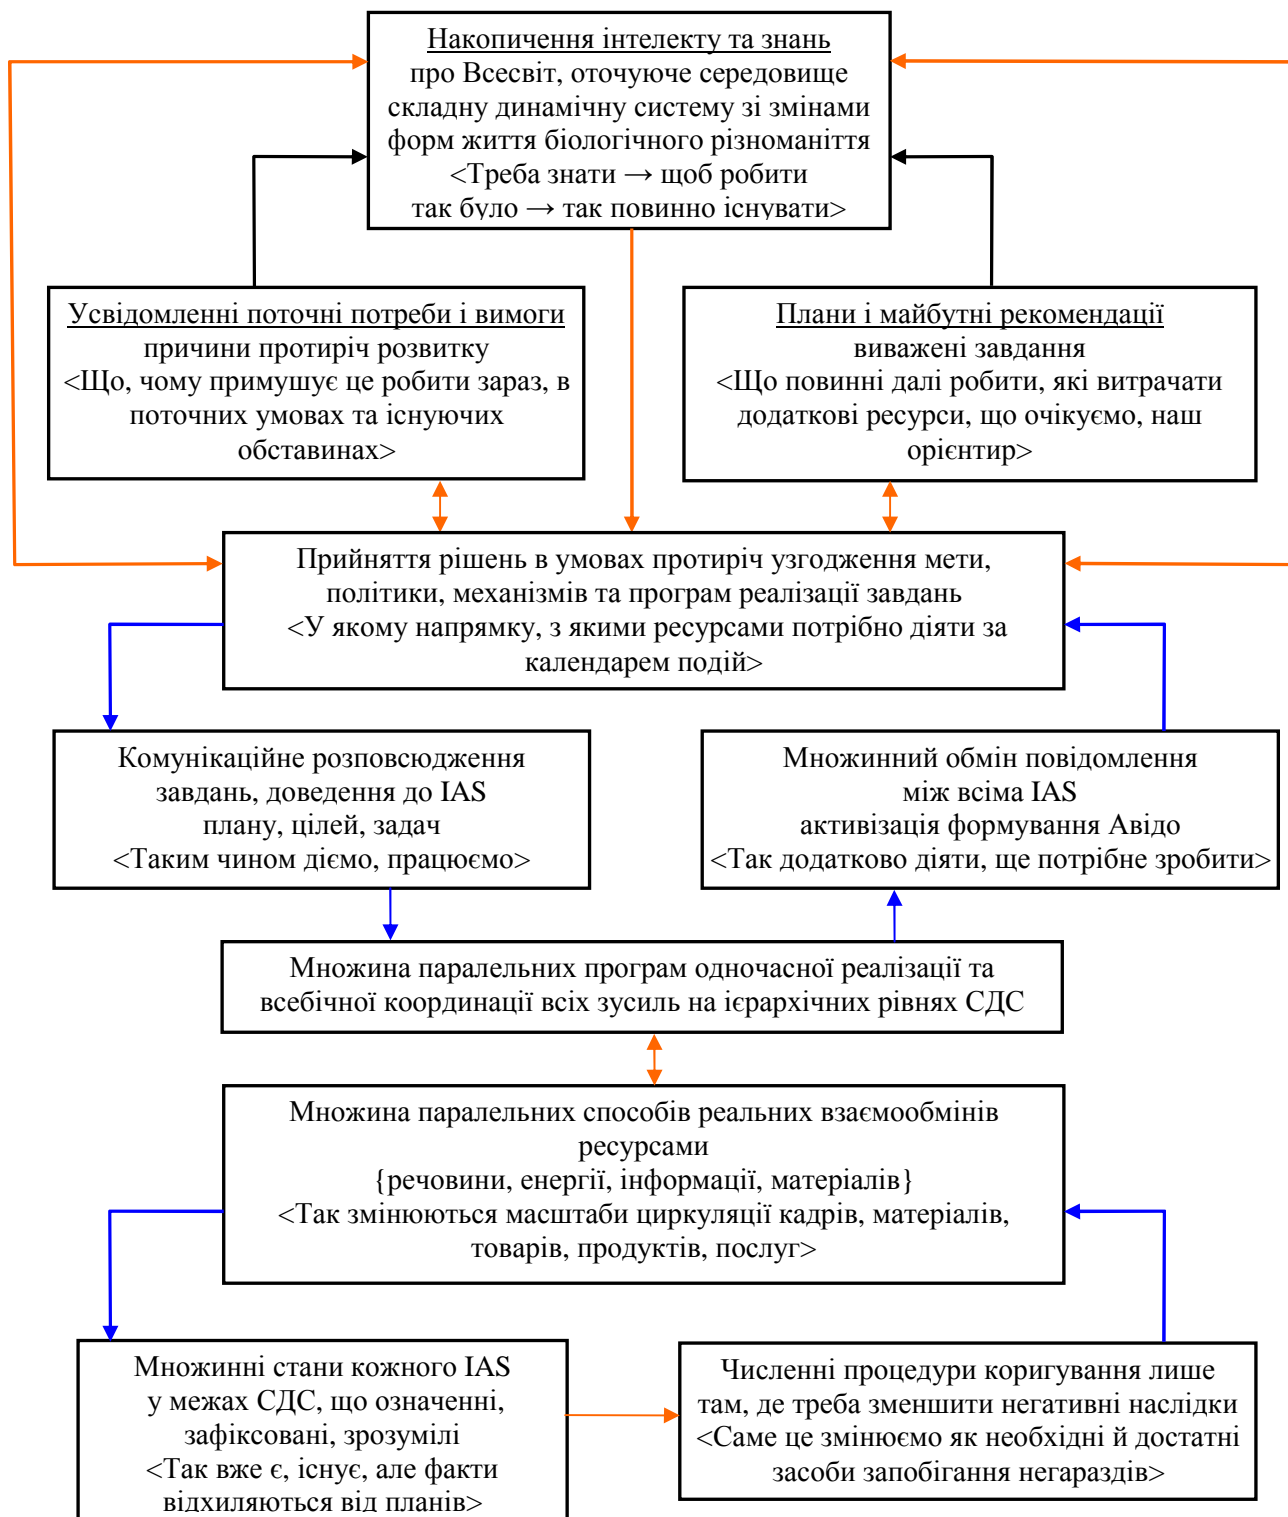 Накопичення інтелекту та знань
про Всесвіт, оточуюче середовище
складну динамічну систему зі змінами
форм життя біологічного різноманіття
<Треба знати → щоб робити
так було → так повинно існувати>
Усвідомленні поточні потреби і вимоги
причини протиріч розвитку
<Що, чому примушує це робити зараз, в
поточних умовах та існуючих
обставинах>
Плани і майбутні рекомендації
виважені завдання
<Що повинні далі робити, які витрачати
додаткові ресурси, що очікуємо, наш
орієнтир>
Прийняття рішень в умовах протиріч узгодження мети,
політики, механізмів та програм реалізації завдань
<У якому напрямку, з якими ресурсами потрібно діяти за
календарем подій>
Комунікаційне розповсюдження
завдань, доведення до IAS
плану, цілей, задач
<Таким чином діємо, працюємо>
Множинний обмін повідомлення
між всіма IAS
активізація формування Авідо
<Так додатково діяти, ще потрібне зробити>
Множина паралельних програм одночасної реалізації та
всебічної координації всіх зусиль на ієрархічних рівнях СДС
Множина паралельних способів реальних взаємообмінів
ресурсами
{речовини, енергії, інформації, матеріалів}
<Так змінюються масштаби циркуляції кадрів, матеріалів,
товарів, продуктів, послуг>
Множинні стани кожного IAS
у межах СДС, що означенні,
зафіксовані, зрозумілі
<Так вже є, існує, але факти
відхиляються від планів>
Численні процедури коригування лише
там, де треба зменшити негативні наслідки
<Саме це змінюємо як необхідні й достатні
засоби запобігання негараздів>